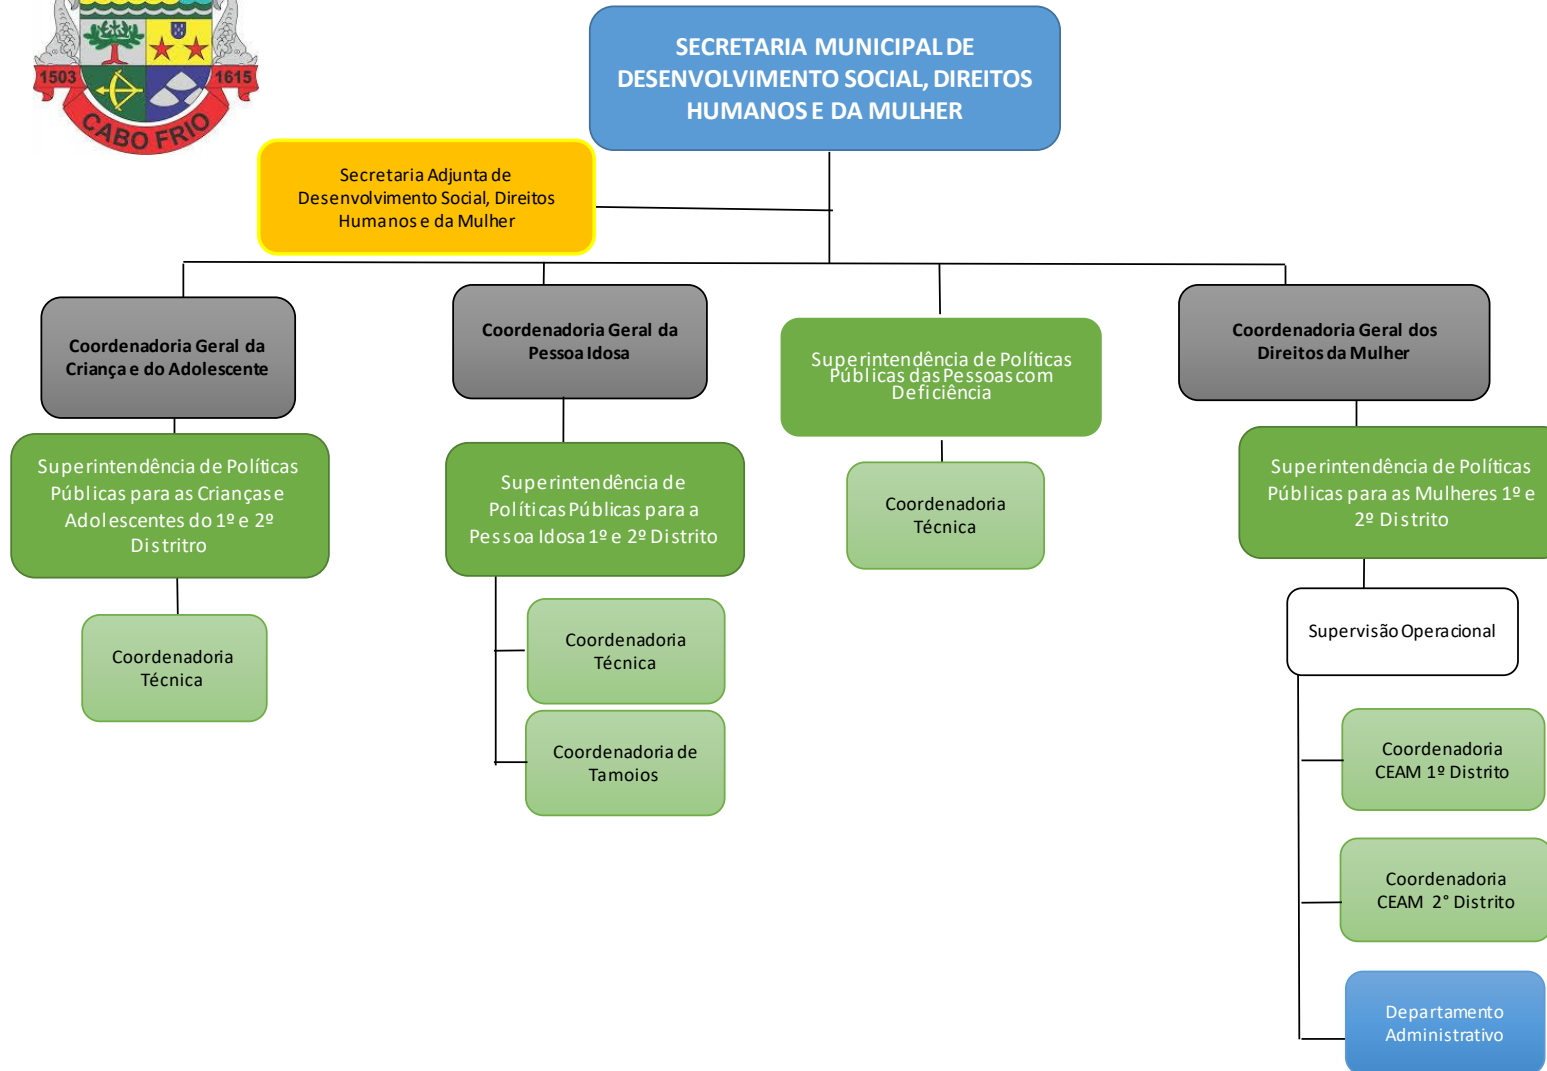 1503
1615
CABO FRIO
SECRETARIA MUNICIPAL DE
DESENVOLVIMENTO SOCIAL, DIREITOS
HUMANOS E DA MULHER
Secretaria Adjunta de
Desenvolvimento Social, Direitos
Humanos e da Mulher
Coordenadoria Geral da
Criança e do Adolescente
Coordenadoria Geral da
Pessoa Idosa
Superintendência de Políticas
Públicas das Pessoas com
Deficiência
Coordenadoria Geral dos
Direitos da Mulher
Superintendência de Políticas
Públicas para as Crianças e
Adolescentes do 1º e 2º
Distritro
Superintendência de
Políticas Públicas para a
Pessoa Idosa 1º e 2º Distrito
Coordenadoria
Técnica
Superintendência de Políticas
Públicas para as Mulheres 1º e
2º Distrito
Coordenadoria
Técnica
Coordenadoria
Técnica
Coordenadoria de
Tamoios
Supervisão Operacional
Coordenadoria
CEAM 1º Distrito
Coordenadoria
CEAM 2° Distrito
Departamento
Administrativo